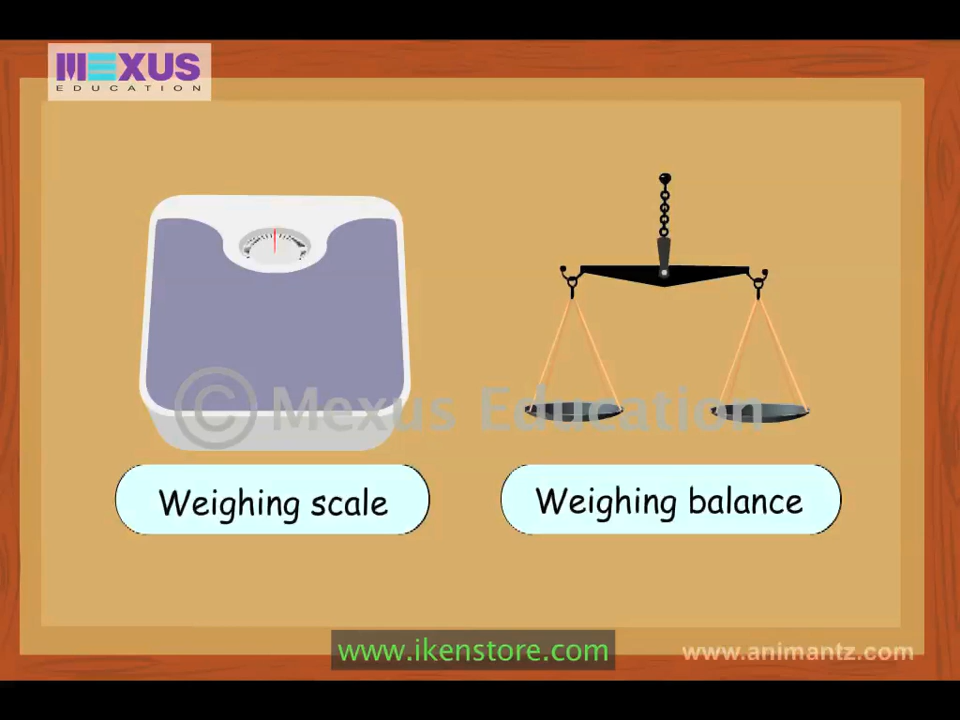 MEXUS
EDUCATION
© Mexus Education
Weighing scale
Weighing balance
www.ikenstore.com
www.animantz.com